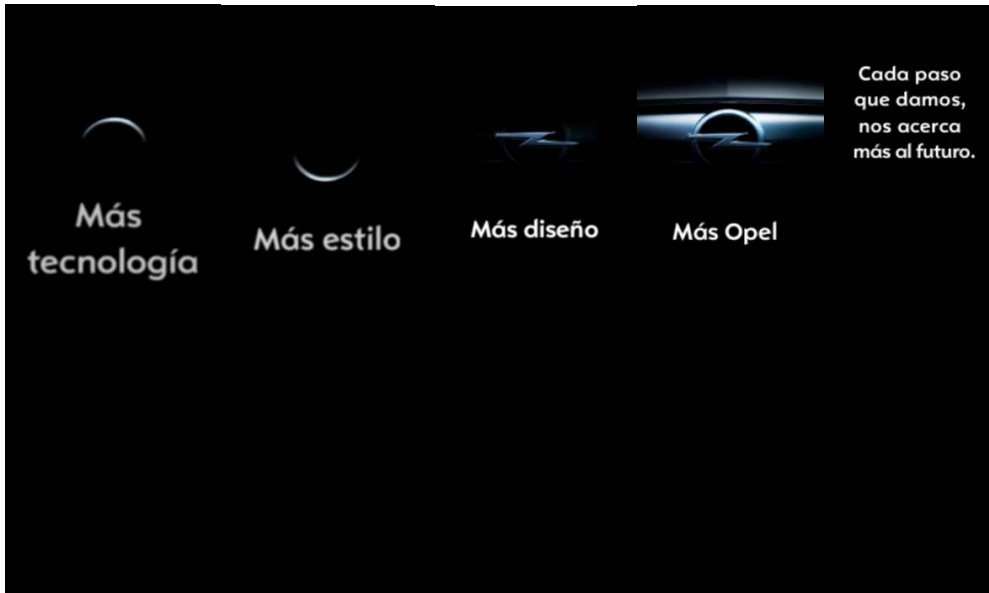 Más
tecnología
Más estilo
Más diseño
Más Opel
Cada paso
que damos,
nos acerca
más al futuro.